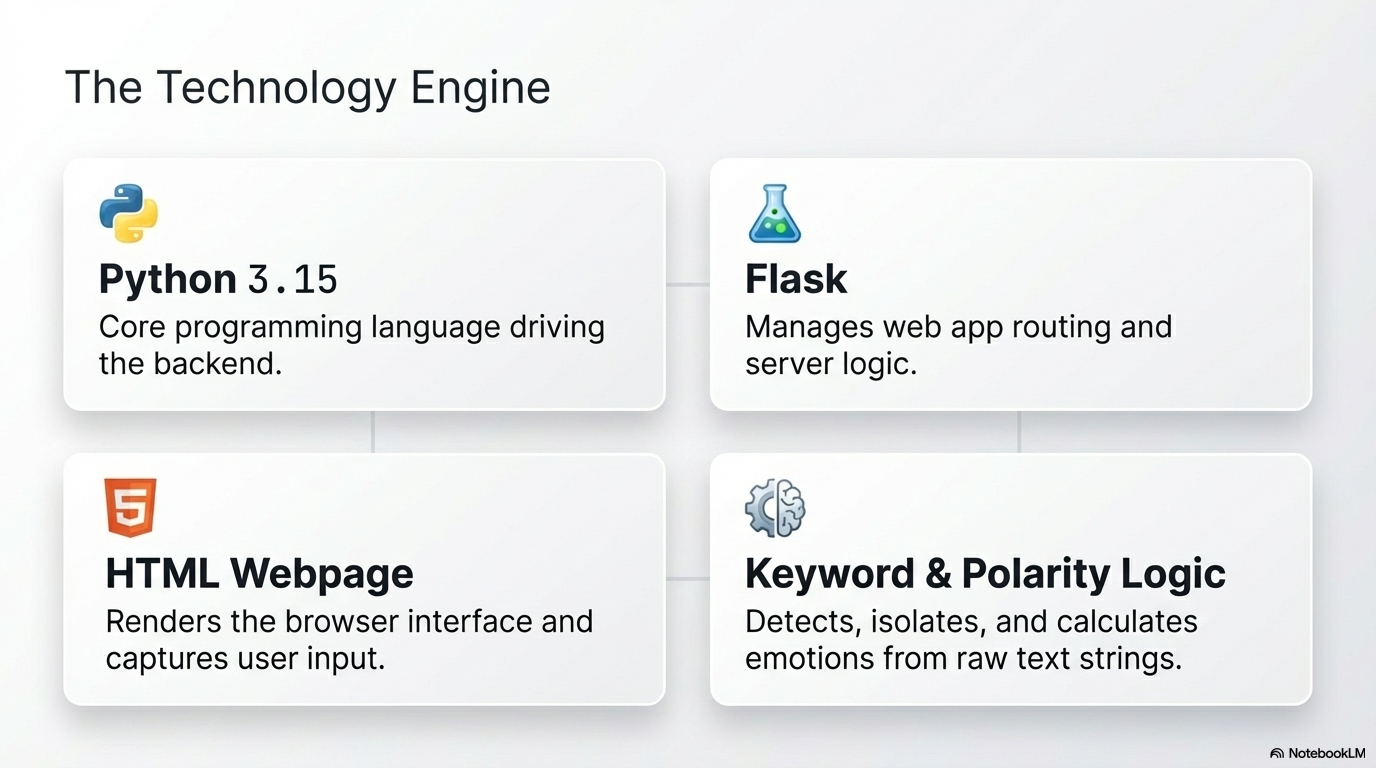 The Technology Engine
Python 3.15
Core programming language driving
the backend.
Flask
Manages web app routing and
server logic.
5
HTML Webpage
Renders the browser interface and
captures user input.
Keyword & Polarity Logic
Detects, isolates, and calculates
emotions from raw text strings.
NotebookLM